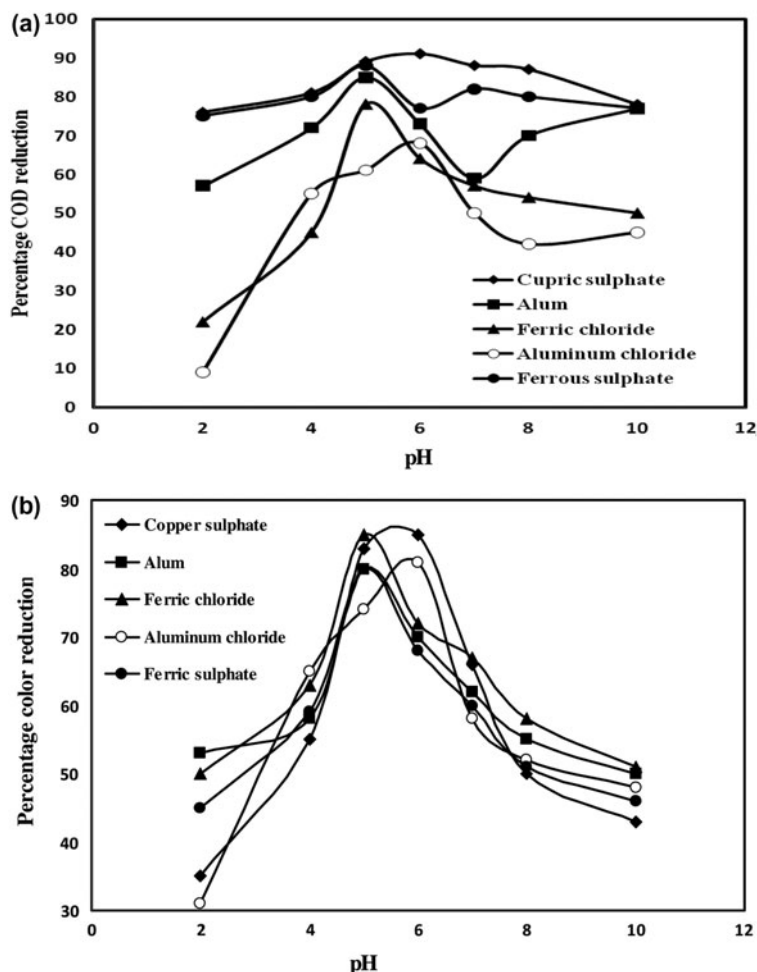 (a)
100
90
80
70
60
50
40
30
20
10
0
Percentage COD reduction
Cupric sulphate
Alum
Ferric chloride
Aluminum chloride
Ferrous sulphate
0 2 4 6 8 10 12
pH
(b)
90
80
70
60
50
40
30
Percentage color reduction
Copper sulphate
Alum
Ferric chloride
Aluminum chloride
Ferric sulphate
0 2 4 6 8 10 12
pH